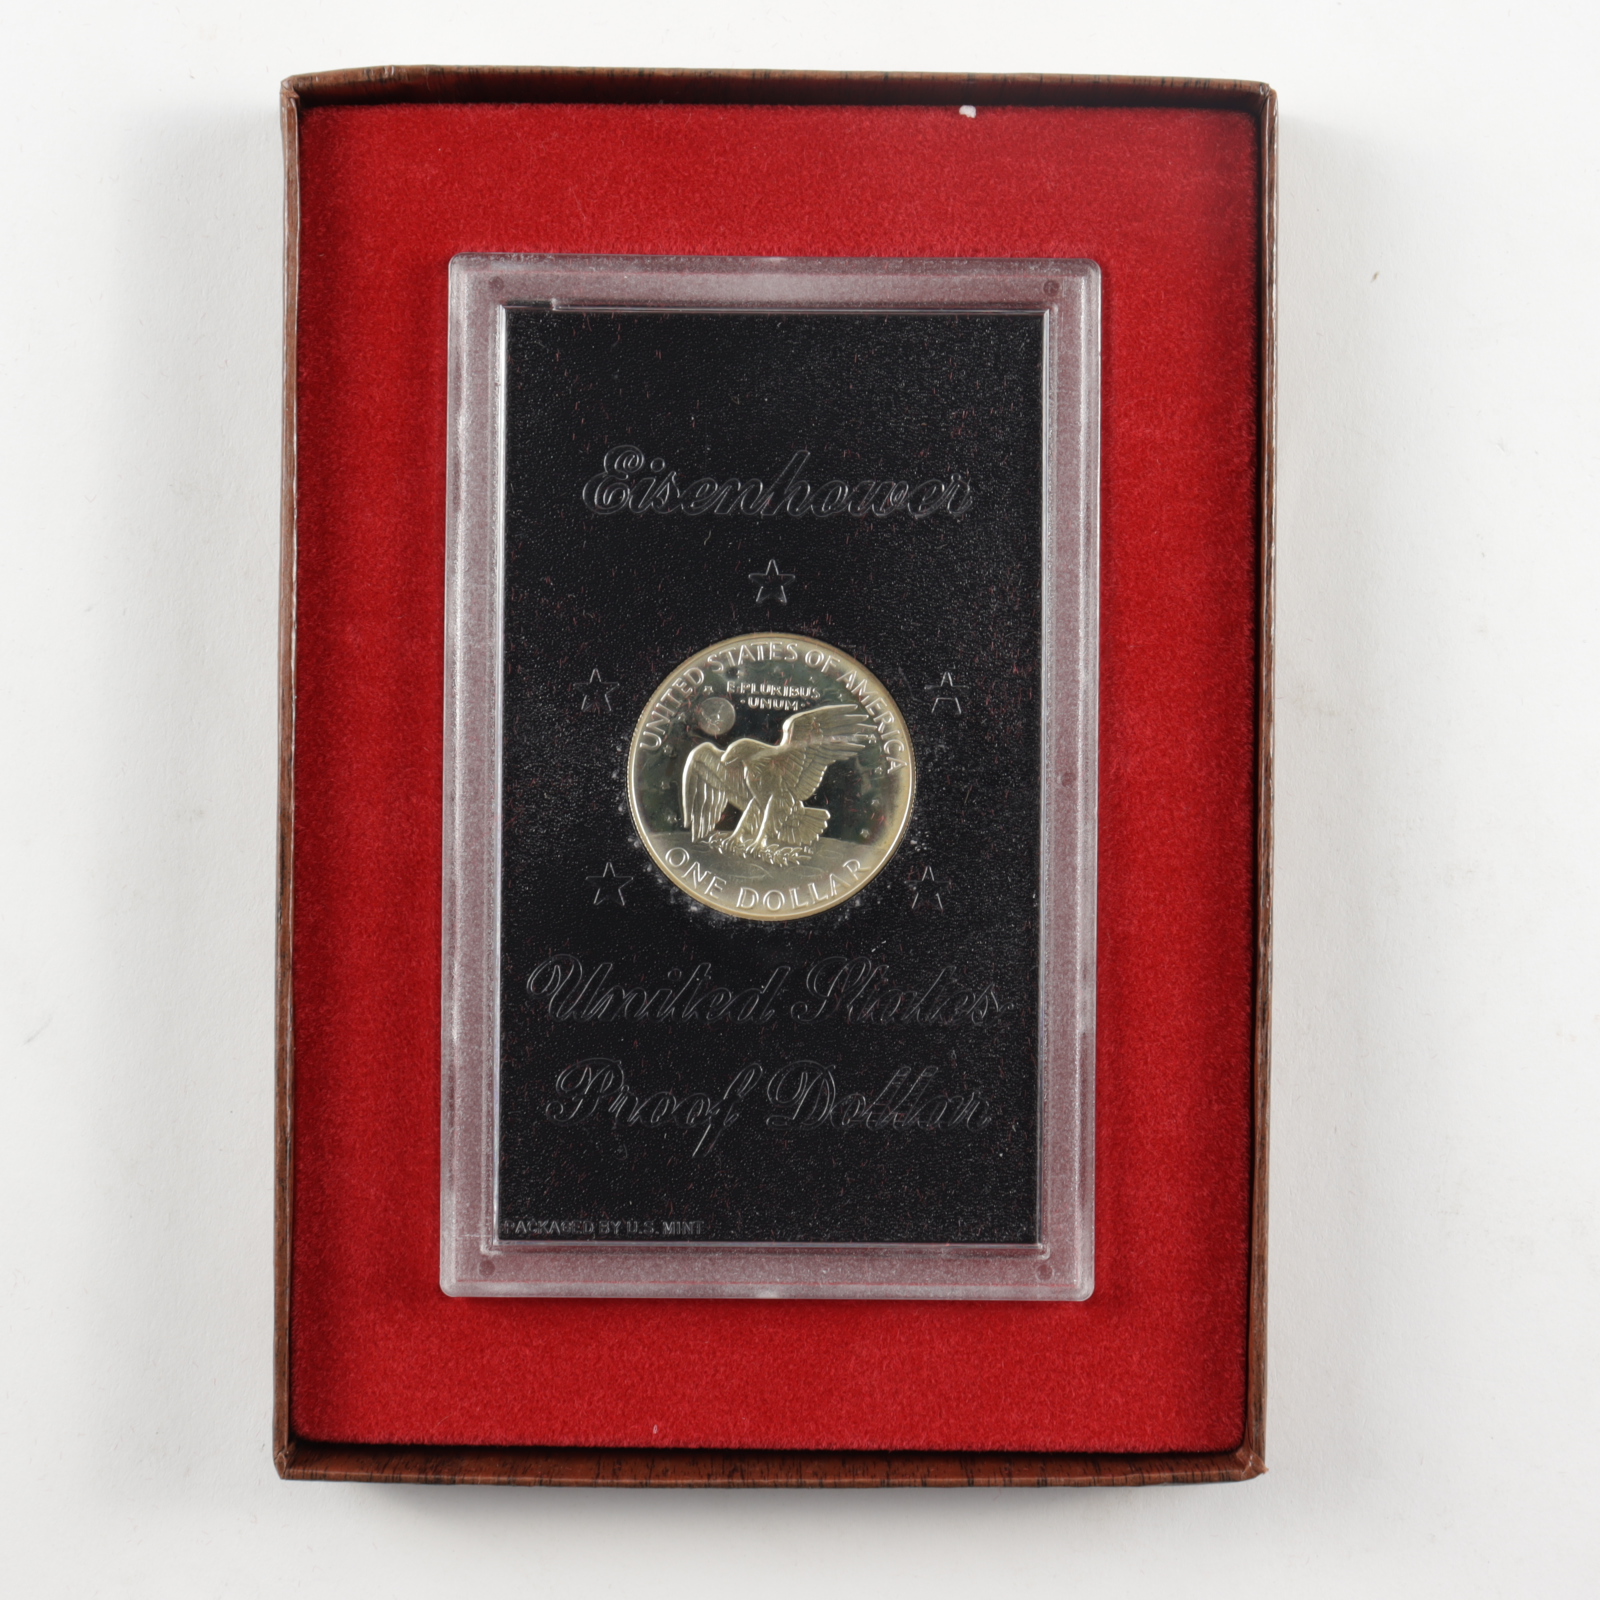 Eisenhower
UNITED STATES OF AMERICA
E·PLURIBUS
·UNUM·
ONE DOLLAR
United States
Proof Dollar
PACKAGED BY U.S. MINT